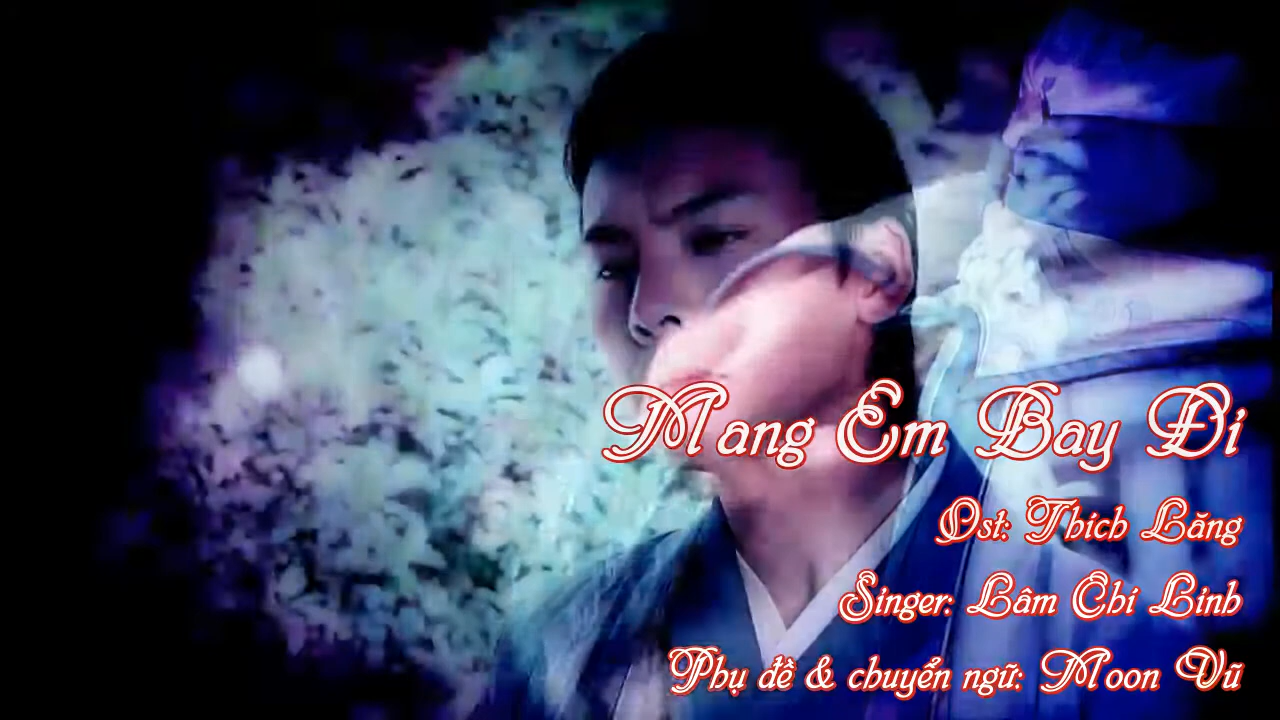 Mang Em Bay Đi
Ost: Thích Lăng
Singer: Lâm Chí Linh
Phụ đề & chuyển ngữ: Moon Vũ